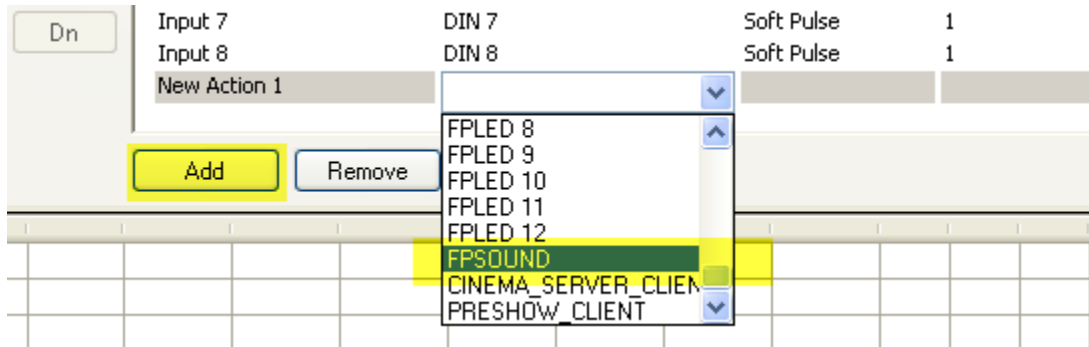 Dn
Input 7 DIN 7 Soft Pulse 1
Input 8 DIN 8 Soft Pulse 1
New Action 1
FPLED 8
FPLED 9
Add Remove FPLED 10
FPLED 11
FPLED 12
FPSOUND
CINEMA_SERVER_CLIEN
PRESHOW_CLIENT